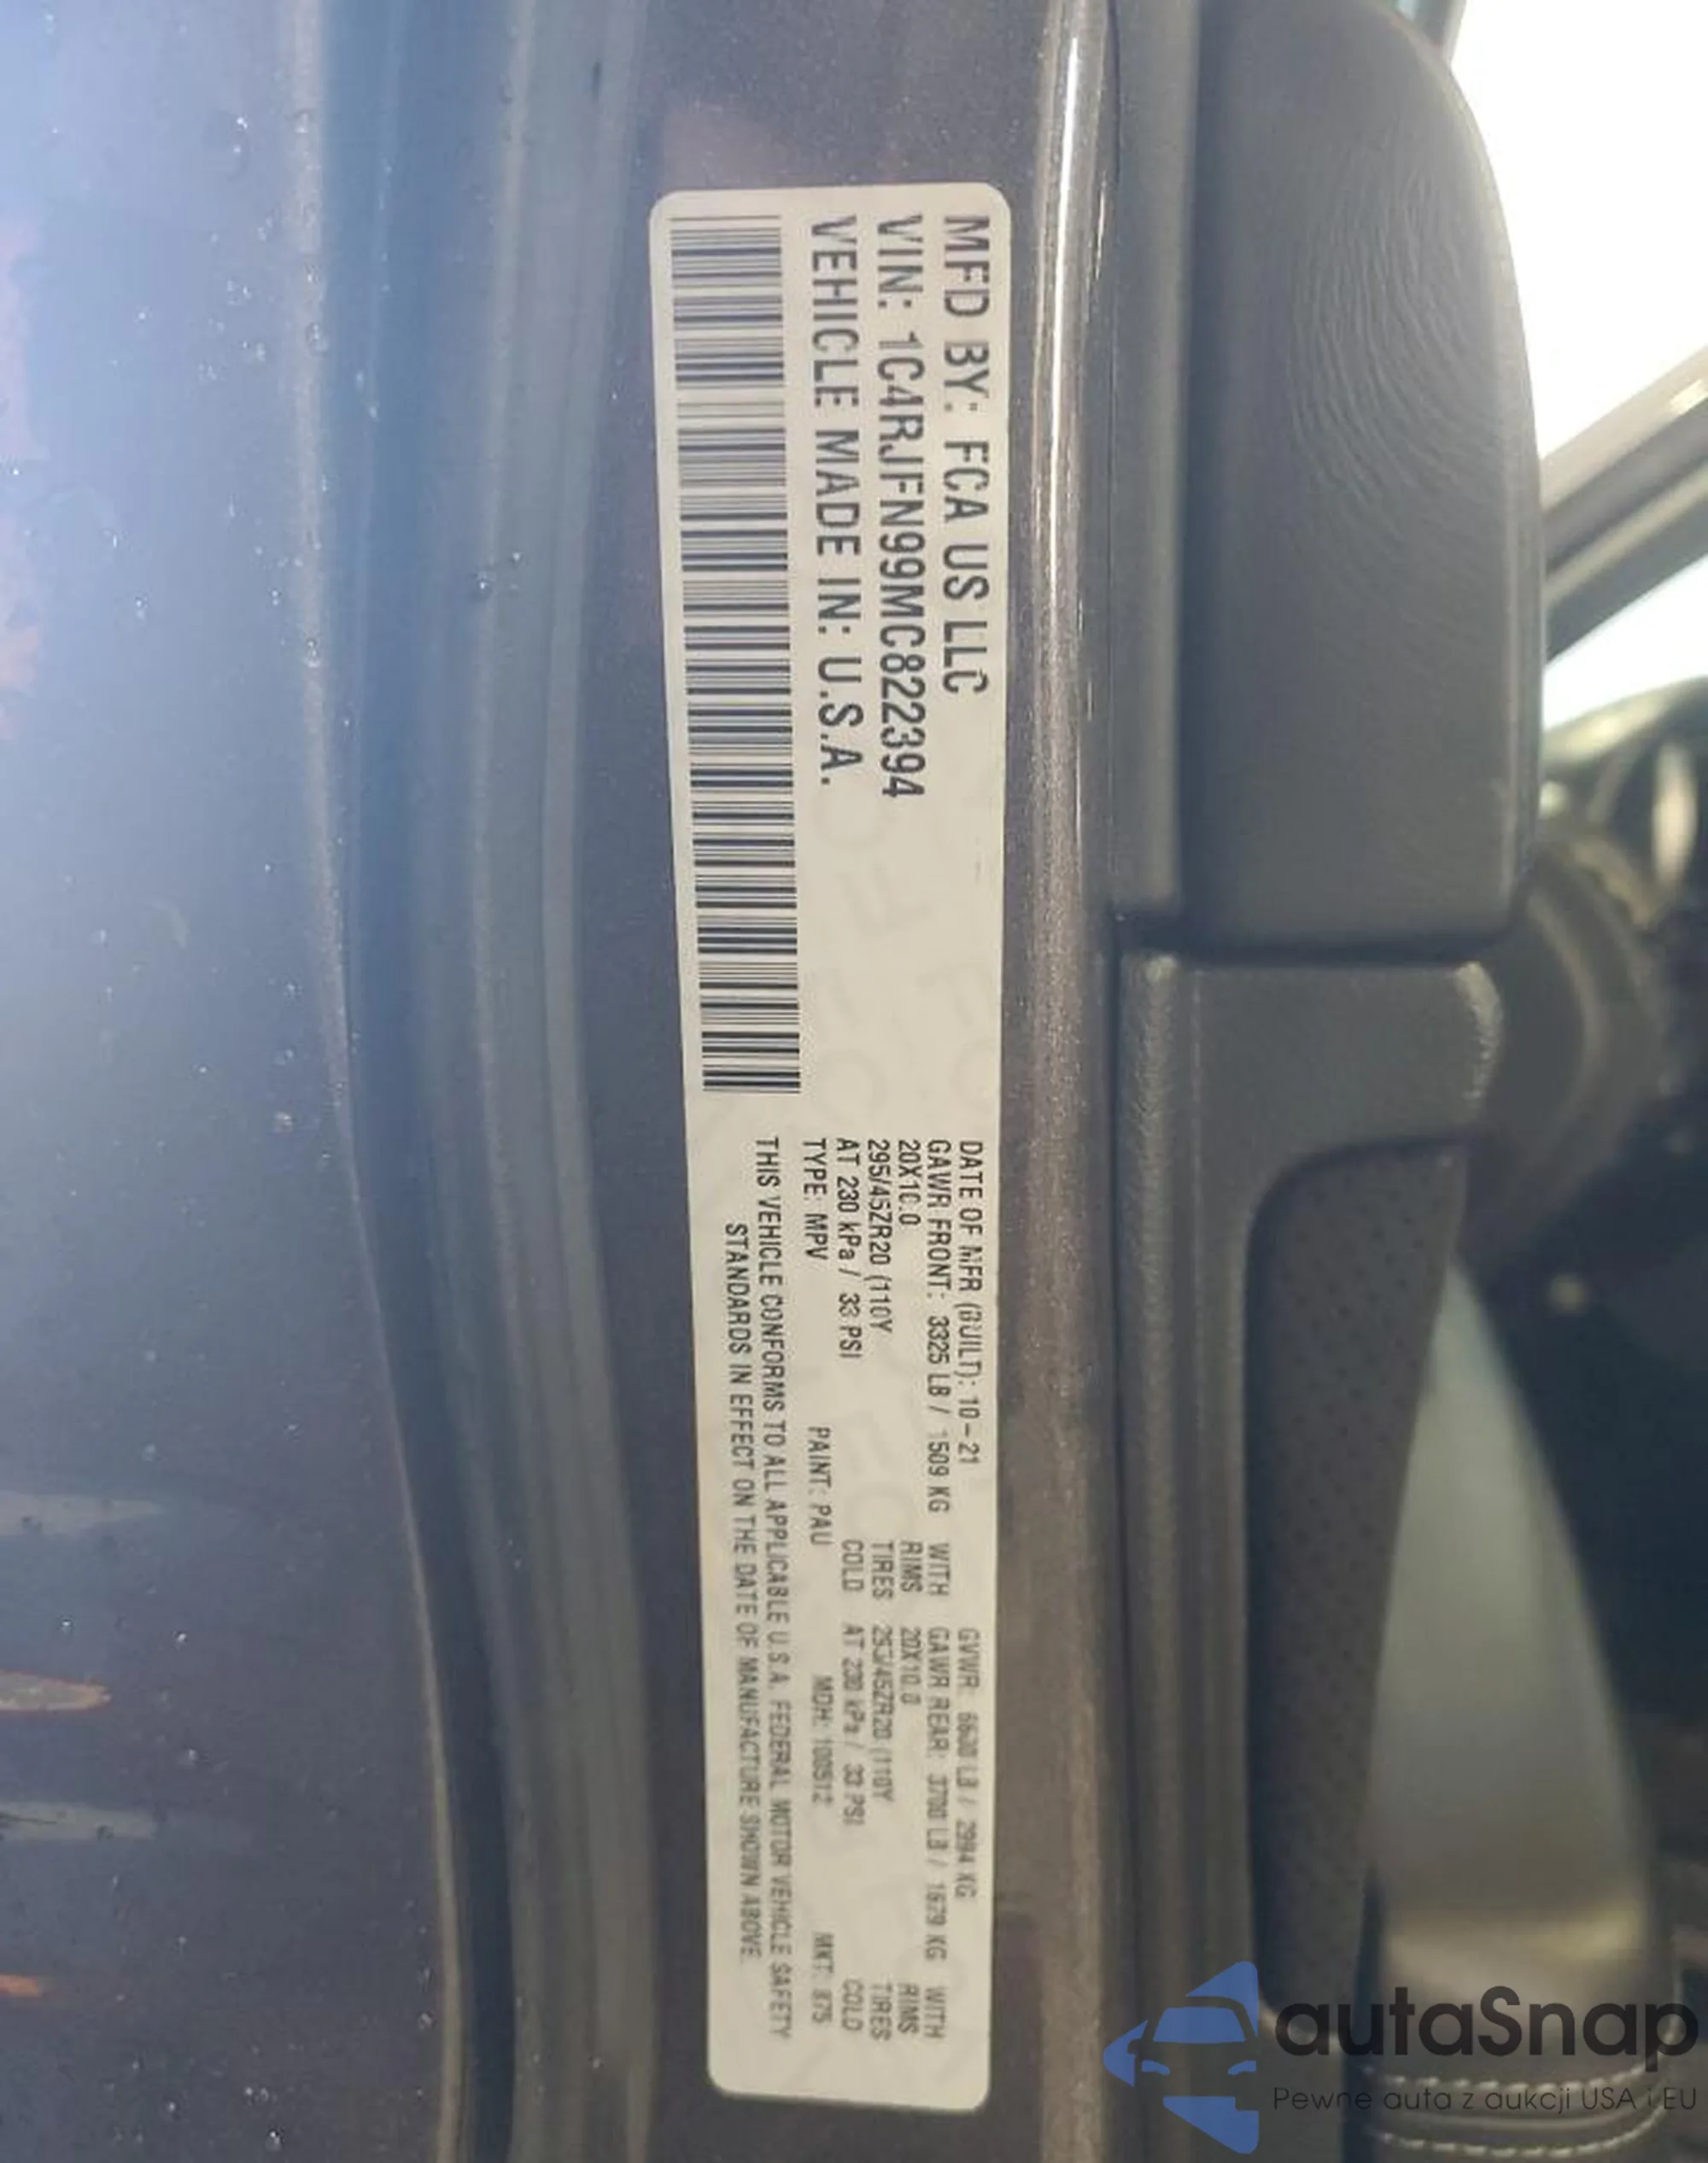 MFD BY: FCA US LLC
VIN: 1C4RJFN99MC822394
VEHICLE MADE IN: U.S.A.
DATE OF MFR (BUILT): 10-21 GVWR: LB / 2994 KG
GAWR FRONT: 3325 LB / 1509 KG WITH GAWR REAR: 3700 LB / KG WITH
20X10.0 RIMS 20X10.0 RIMS
295/45ZR20 (110Y TIRES 295/45ZR20 (110Y TIRES
AT 230 kPa / 33 PSI COLD AT 230 kPa / 33 PSI COLD
TYPE: MPV PAINT: PAU MDH: MKT:
THIS VEHICLE CONFORMS TO ALL APPLICABLE U.S.A. FEDERAL MOTOR VEHICLE SAFETY
STANDARDS IN EFFECT ON THE DATE OF MANUFACTURE SHOWN ABOVE.
autaSnap
Pewne auta z aukcji USA i EU